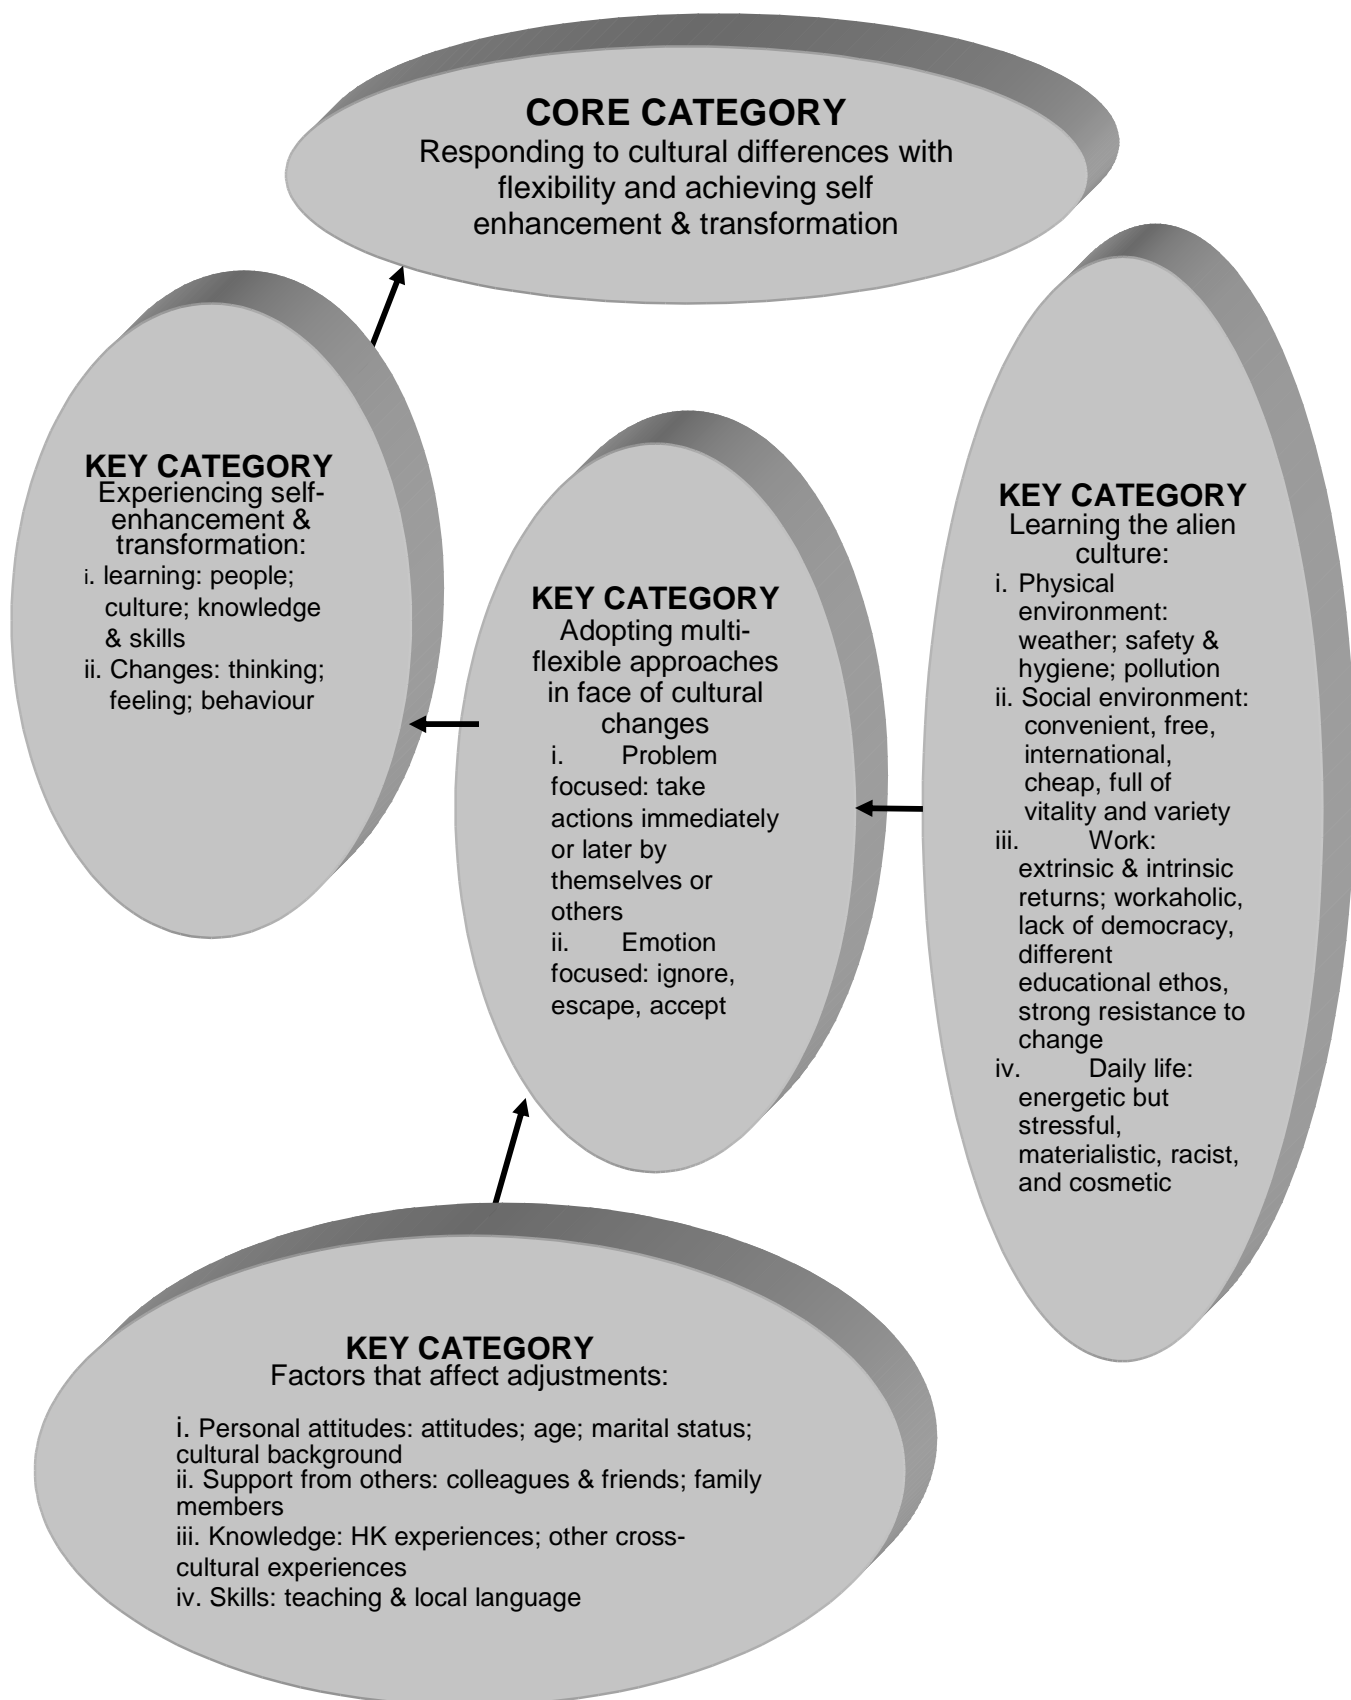 CORE CATEGORY
Responding to cultural differences with
flexibility and achieving self
enhancement & transformation
KEY CATEGORY
Experiencing self-
enhancement &
transformation:
i. learning: people;
culture; knowledge
& skills
ii. Changes: thinking;
feeling; behaviour
KEY CATEGORY
Adopting multi-
flexible approaches
in face of cultural
changes
i. Problem
focused: take
actions immediately
or later by
themselves or
others
ii. Emotion
focused: ignore,
escape, accept
KEY CATEGORY
Learning the alien
culture:
i. Physical
environment:
weather; safety &
hygiene; pollution
ii. Social environment:
convenient, free,
international,
cheap, full of
vitality and variety
iii. Work:
extrinsic & intrinsic
returns; workaholic,
lack of democracy,
different
educational ethos,
strong resistance to
change
iv. Daily life:
energetic but
stressful,
materialistic, racist,
and cosmetic
KEY CATEGORY
Factors that affect adjustments:
i. Personal attitudes: attitudes; age; marital status;
cultural background
ii. Support from others: colleagues & friends; family
members
iii. Knowledge: HK experiences; other cross-
cultural experiences
iv. Skills: teaching & local language